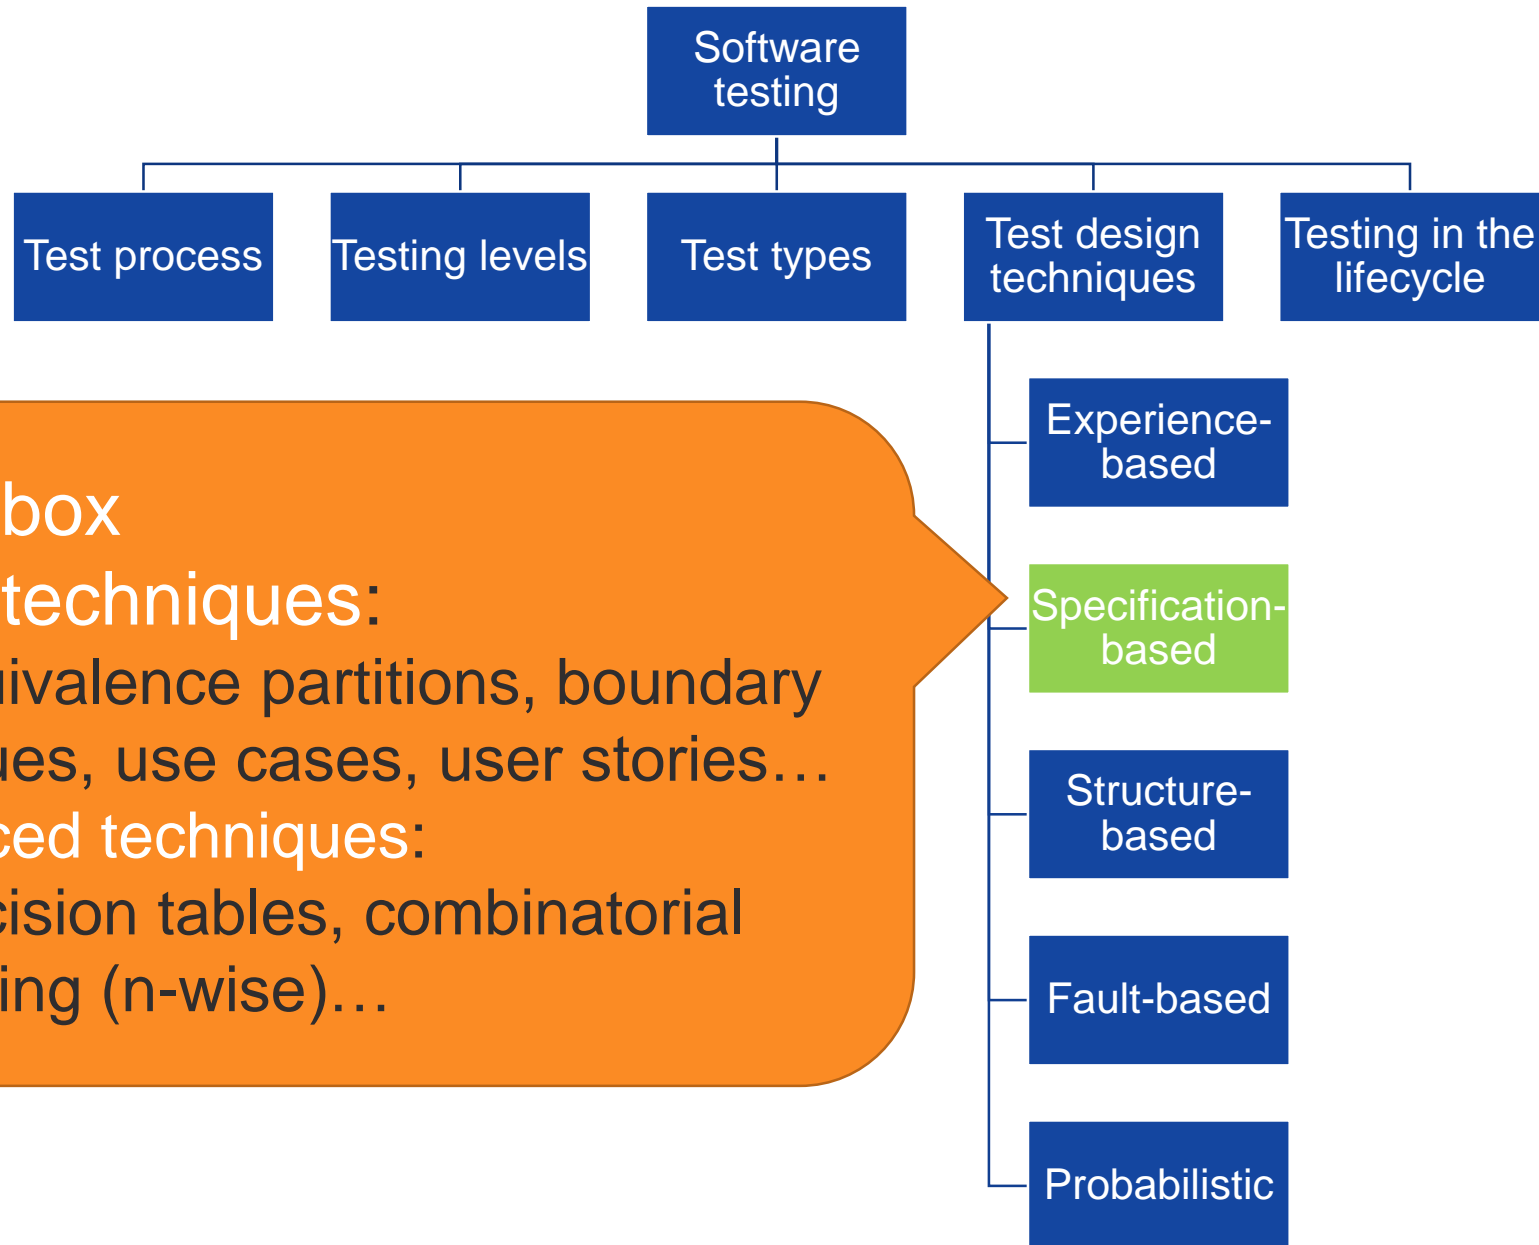 Software
testing
Test process
Testing levels
Test types
Test design
techniques
Testing in the
lifecycle
box
techniques:
uivalence partitions, boundary
ues, use cases, user stories…
ced techniques:
cision tables, combinatorial
ing (n-wise)…
Experience-
based
Specification-
based
Structure-
based
Fault-based
Probabilistic